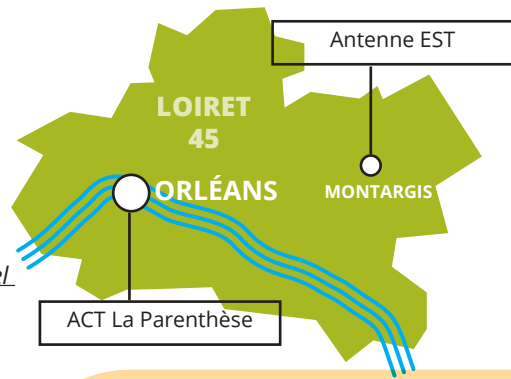 Antenne EST
LOIRET
45
ORLÉANS
MONTARGIS
ACT La Parenthèse